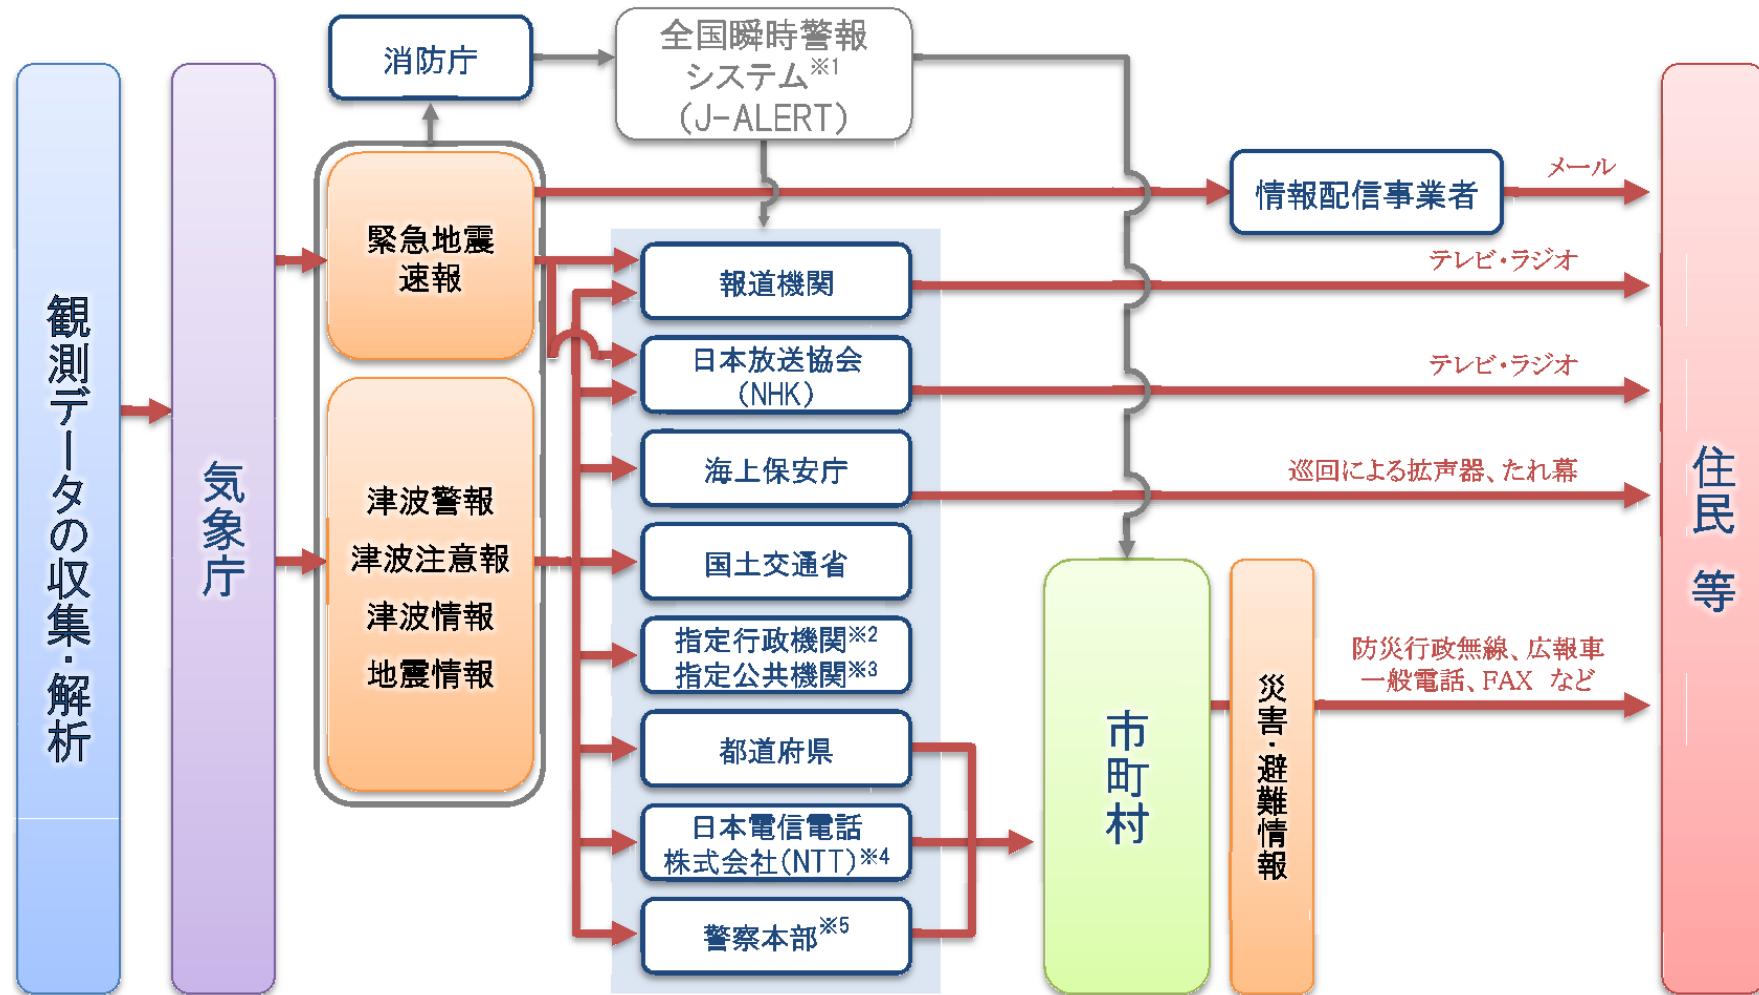 観測データの収集・解析
気象庁
消防庁
全国瞬時警報
システム※1
(J-ALERT)
緊急地震
速報
津波警報
津波注意報
津波情報
地震情報
報道機関
日本放送協会
(NHK)
海上保安庁
国土交通省
指定行政機関※2
指定公共機関※3
都道府県
日本電信電話
株式会社(NTT)※4
警察本部※5
情報配信事業者
市町村
災害・避難情報
メール
テレビ・ラジオ
テレビ・ラジオ
巡回による拡声器、たれ幕
防災行政無線、広報車
一般電話、FAX など
住民 等